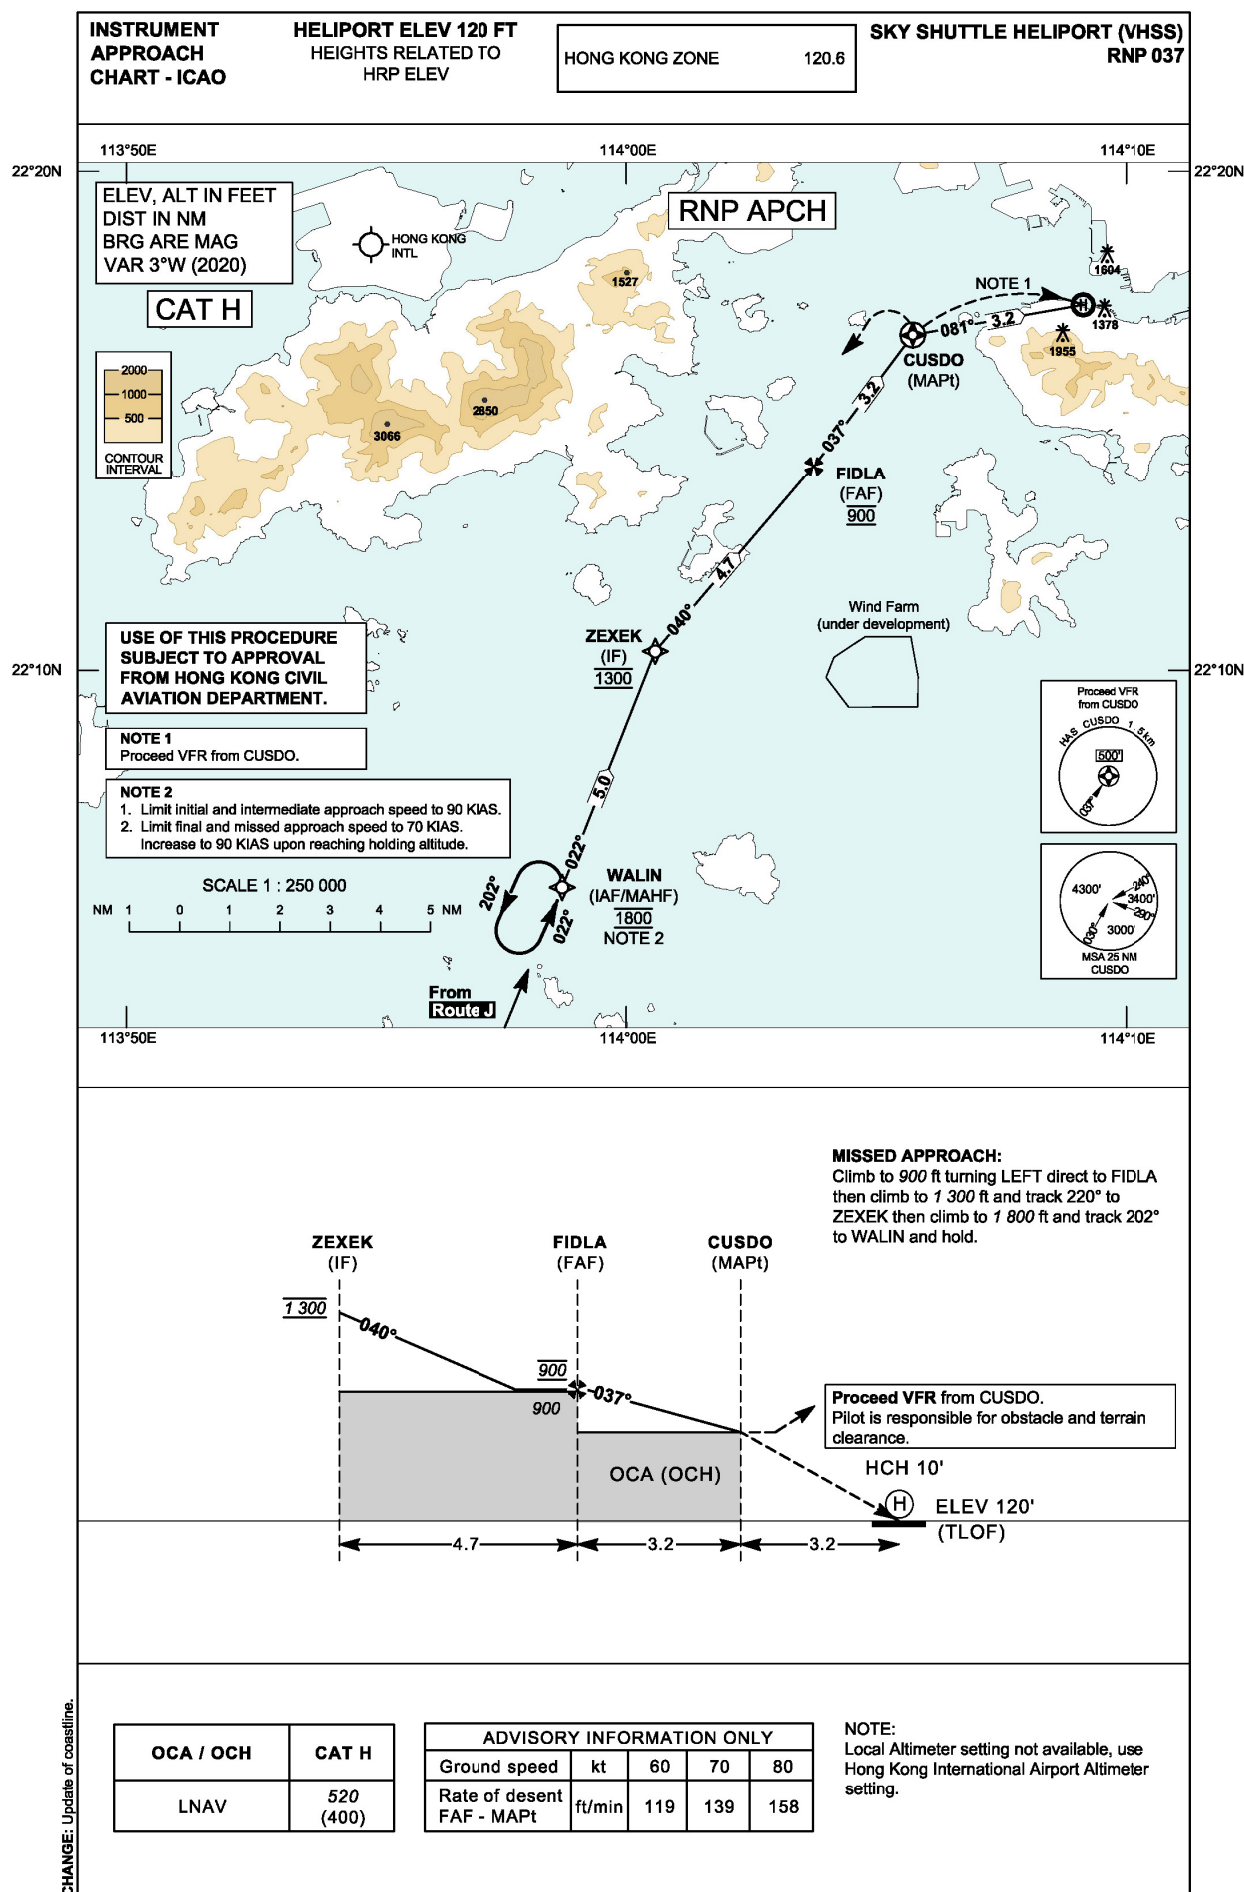 INSTRUMENT
APPROACH
CHART - ICAO
HELIPORT ELEV 120 FT
HEIGHTS RELATED TO
HRP ELEV
HONG KONG ZONE 120.6
SKY SHUTTLE HELIPORT (VHSS)
RNP 037
113°50E 114°00E 114°10E
22°20N 22°20N
ELEV, ALT IN FEET
DIST IN NM
BRG ARE MAG
VAR 3°W (2020)
RNP APCH
HONG KONG
INTL
CAT H
1527
1604
NOTE 1
H
1378
081° 3.2
1955
CUSDO
(MAPt)
2000
1000
500
CONTOUR
INTERVAL
2850
3066
3.2
037°
FIDLA
(FAF)
900
4.7
040°
Wind Farm
(under development)
ZEXEK
(IF)
1300
22°10N 22°10N
USE OF THIS PROCEDURE
SUBJECT TO APPROVAL
FROM HONG KONG CIVIL
AVIATION DEPARTMENT.
NOTE 1
Proceed VFR from CUSDO.
NOTE 2
1. Limit initial and intermediate approach speed to 90 KIAS.
2. Limit final and missed approach speed to 70 KIAS.
Increase to 90 KIAS upon reaching holding altitude.
Proceed VFR
from CUSDO
HAS CUSDO 1.5km
500'
037°
5.0
022°
202°
022°
WALIN
(IAF/MAHF)
1800
NOTE 2
SCALE 1 : 250 000
NM 1 0 1 2 3 4 5 NM
4300'
240°
3400'
290°
030°
3000'
MSA 25 NM
CUSDO
From
Route J
113°50E 114°00E 114°10E
MISSED APPROACH:
Climb to 900 ft turning LEFT direct to FIDLA
then climb to 1 300 ft and track 220° to
ZEXEK then climb to 1 800 ft and track 202°
to WALIN and hold.
ZEXEK
(IF)
FIDLA
(FAF)
CUSDO
(MAPt)
1 300
040°
900
900
037°
Proceed VFR from CUSDO.
Pilot is responsible for obstacle and terrain
clearance.
OCA (OCH)
HCH 10'
H
ELEV 120'
(TLOF)
4.7 3.2 3.2
OCA / OCH CAT H
LNAV 520
(400)
ADVISORY INFORMATION ONLY
Ground speed kt 60 70 80
Rate of desent
FAF - MAPt ft/min 119 139 158
NOTE:
Local Altimeter setting not available, use
Hong Kong International Airport Altimeter
setting.
CHANGE: Update of coastline.